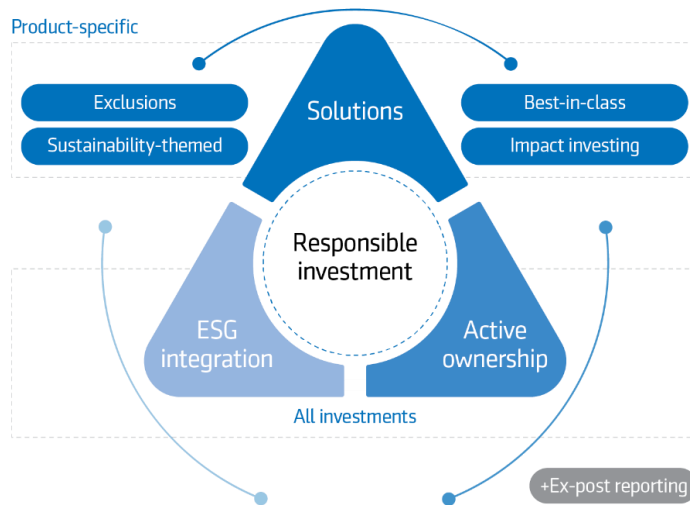 Product-specific
Exclusions
Sustainability-themed
Solutions
Best-in-class
Impact investing
Responsible
investment
ESG
integration
Active
ownership
All investments
+Ex-post reporting